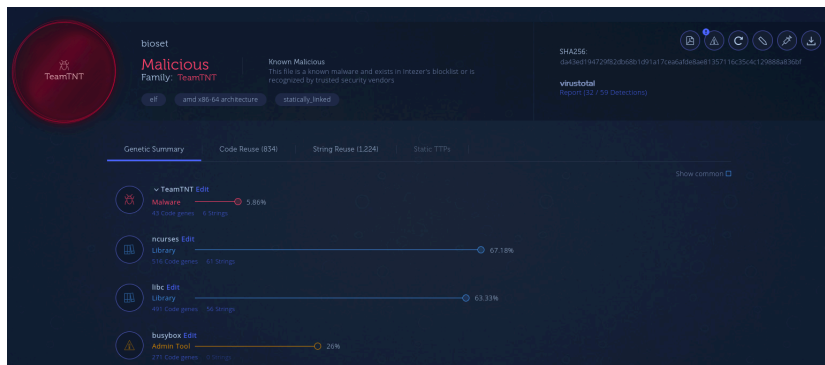 TeamTNT
bioset
Malicious
Family: TeamTNT
Known Malicious
This file is a known malware and exists in Intezer's blocklist or is
recognized by trusted security vendors
elf
amd x86-64 architecture
statically_linked
SHA256:
virustotal
Report (32 / 59 Detections)
Genetic Summary
Code Reuse (834)
String Reuse (1,224)
Static TTPs
Show common
TeamTNT Edit
Malware
5.86%
45 Code genes
ncurses Edit
Library
67.18%
516 Code genes 61 Strings
libc Edit
Library
63.33%
491 Code genes 56 Strings
busybox Edit
Admin Tool
26%
271 Code genes